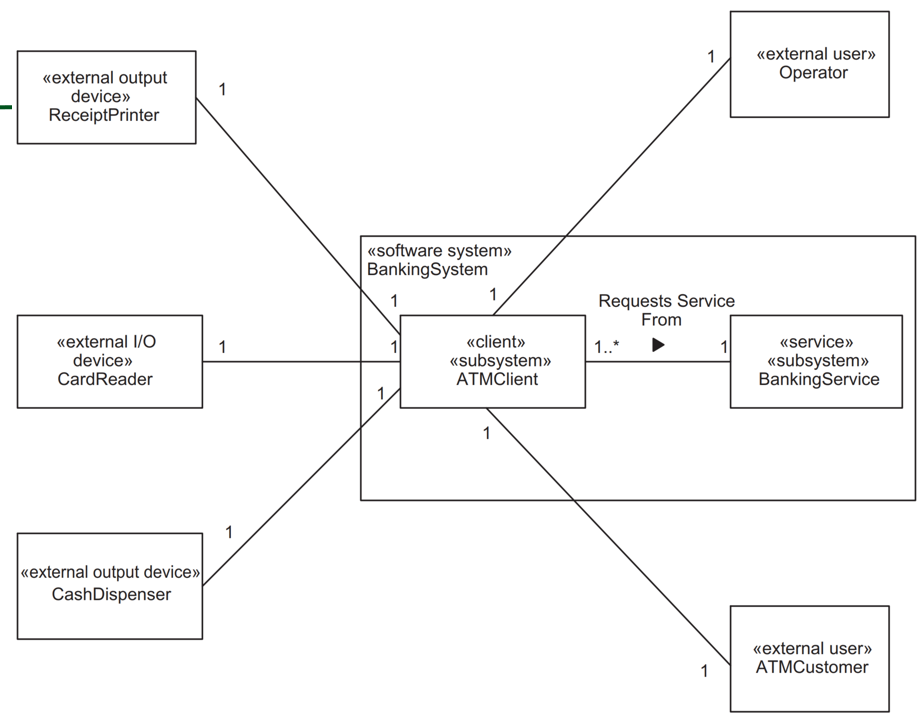 «external output
device»
ReceiptPrinter
1
«external user»
Operator
1
«software system»
BankingSystem
1
1
Requests Service
From
«external I/O
device»
CardReader
1
1
«client»
«subsystem»
ATMClient
1..*
1
«service»
«subsystem»
BankingService
1
1
1
«external output device»
CashDispenser
«external user»
ATMCustomer
1